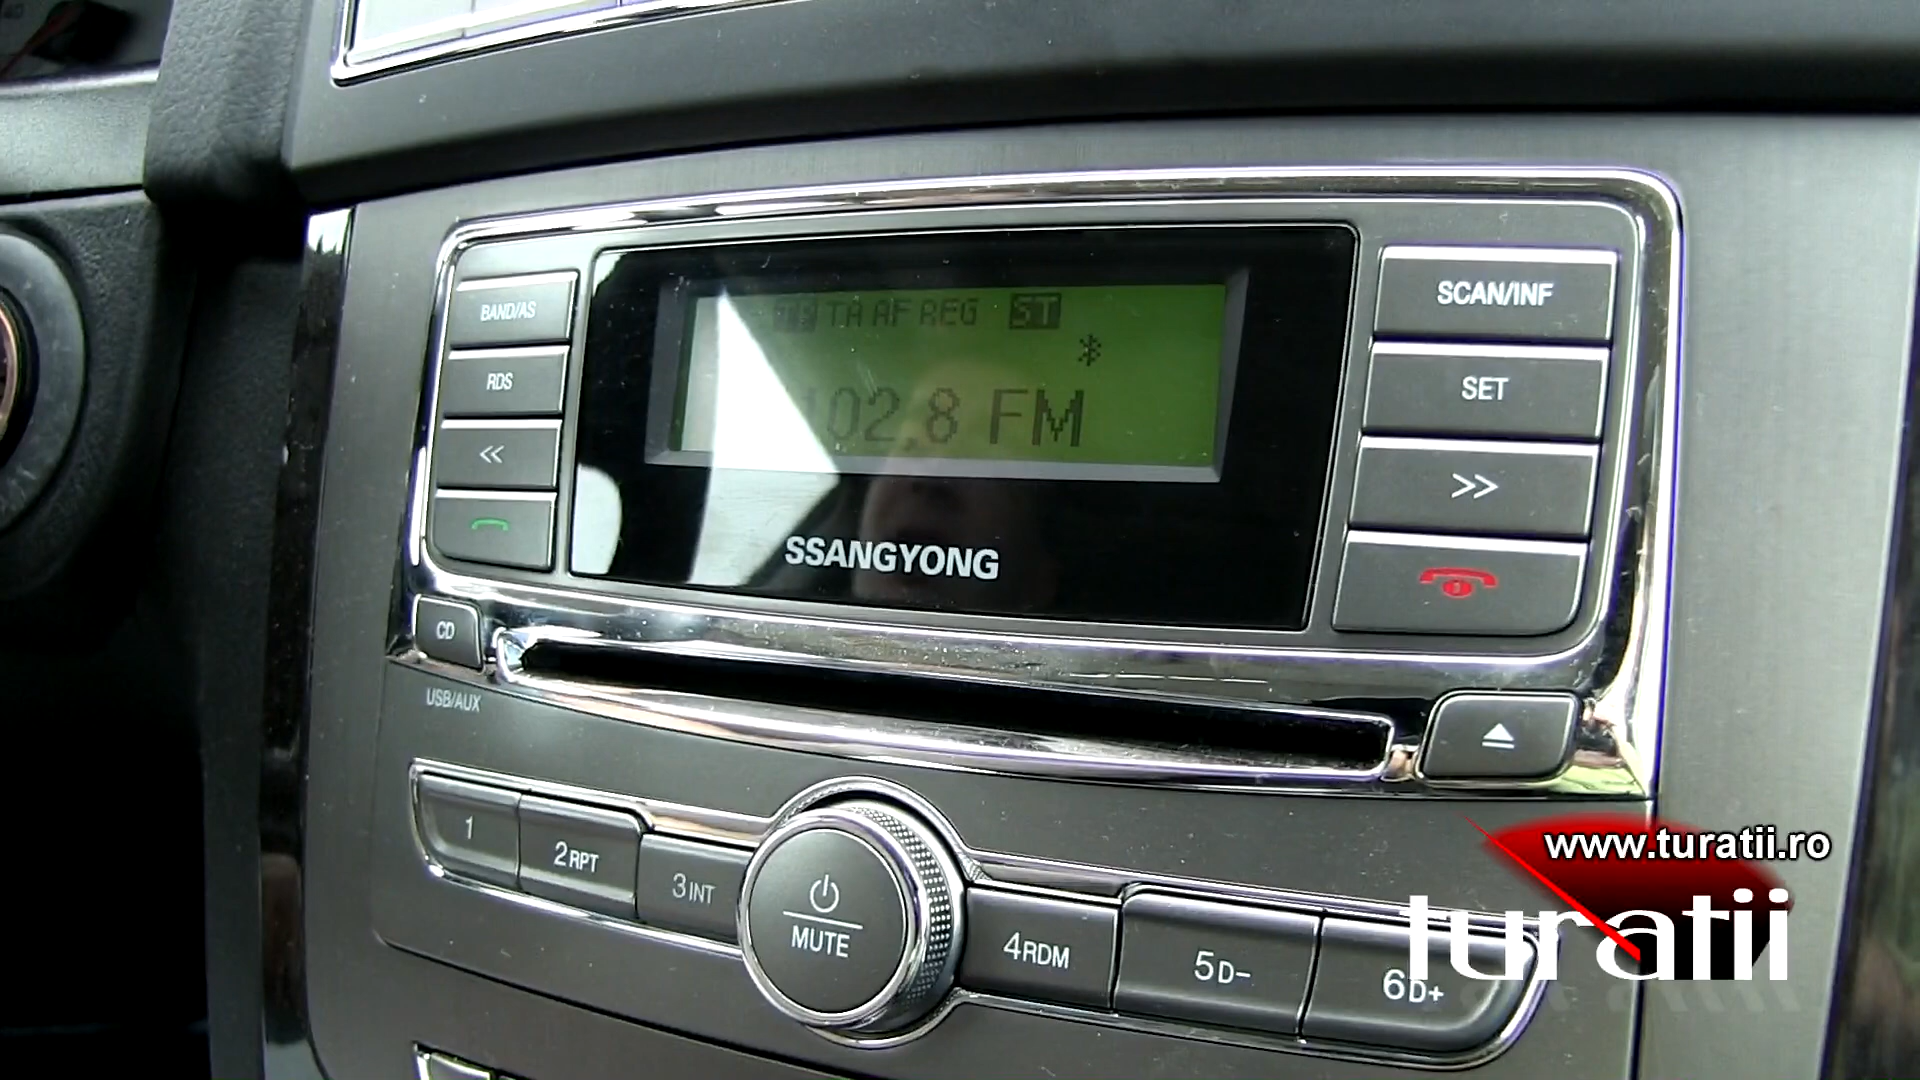 BAND/AS
RDS
TP TA AF REG ST
102,8 FM
SCAN/INF
SET
SSANGYONG
CD
USB/AUX
1
2RPT
3INT
MUTE
4RDM
5D-
6D+
www.turatii.ro
turatii